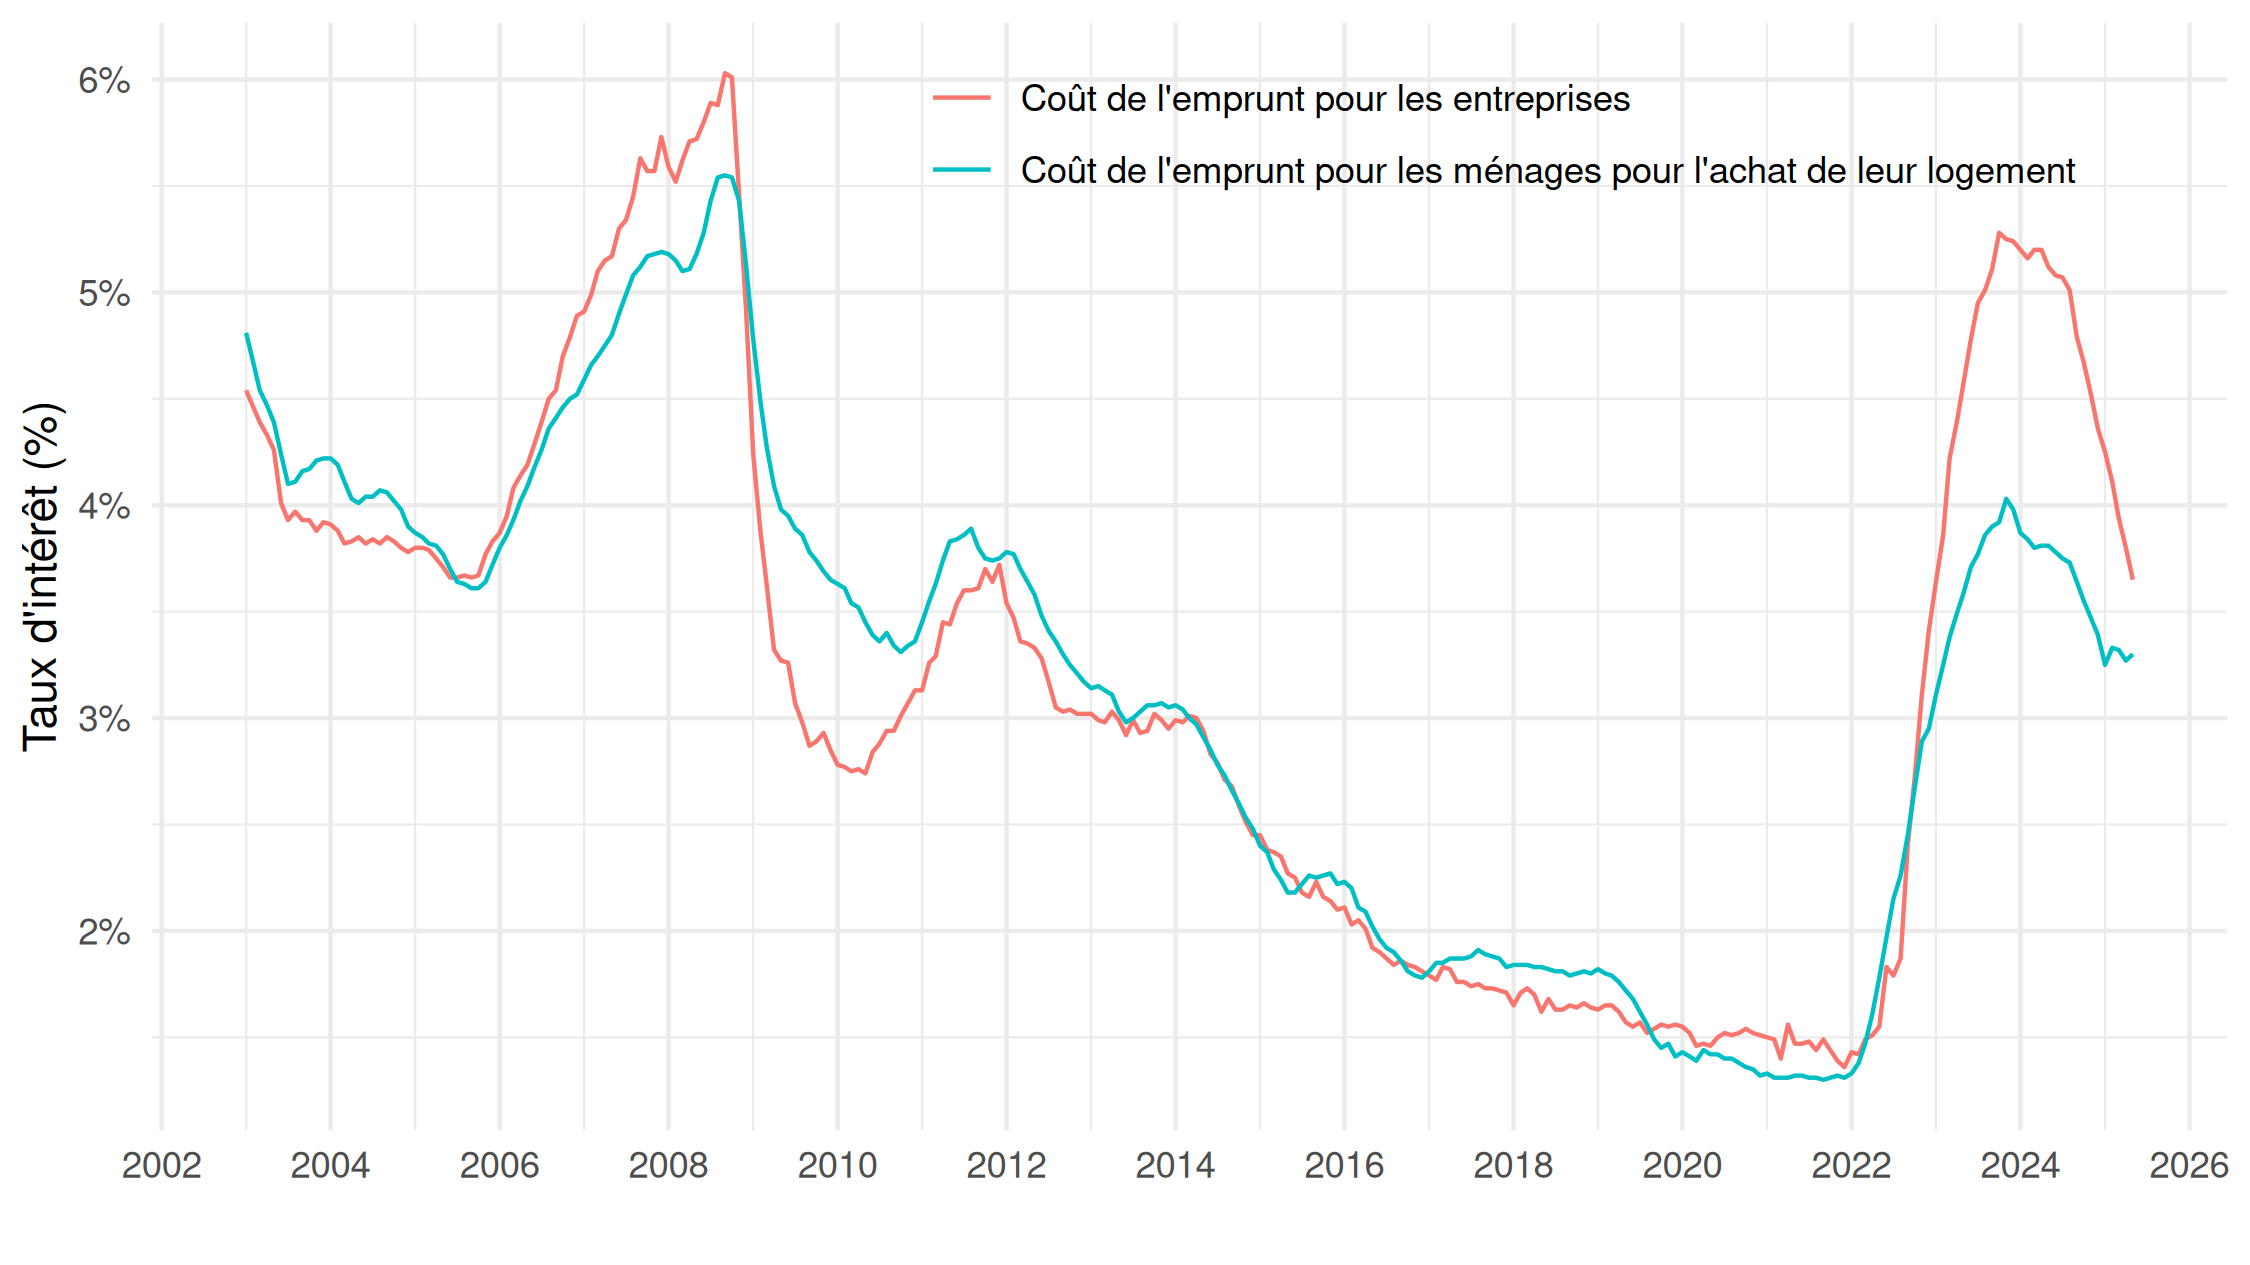 6%
5%
4%
3%
2%
Taux d'intérêt (%)
Coût de l'emprunt pour les entreprises
Coût de l'emprunt pour les ménages pour l'achat de leur logement
2002 2004 2006 2008 2010 2012 2014 2016 2018 2020 2022 2024 2026